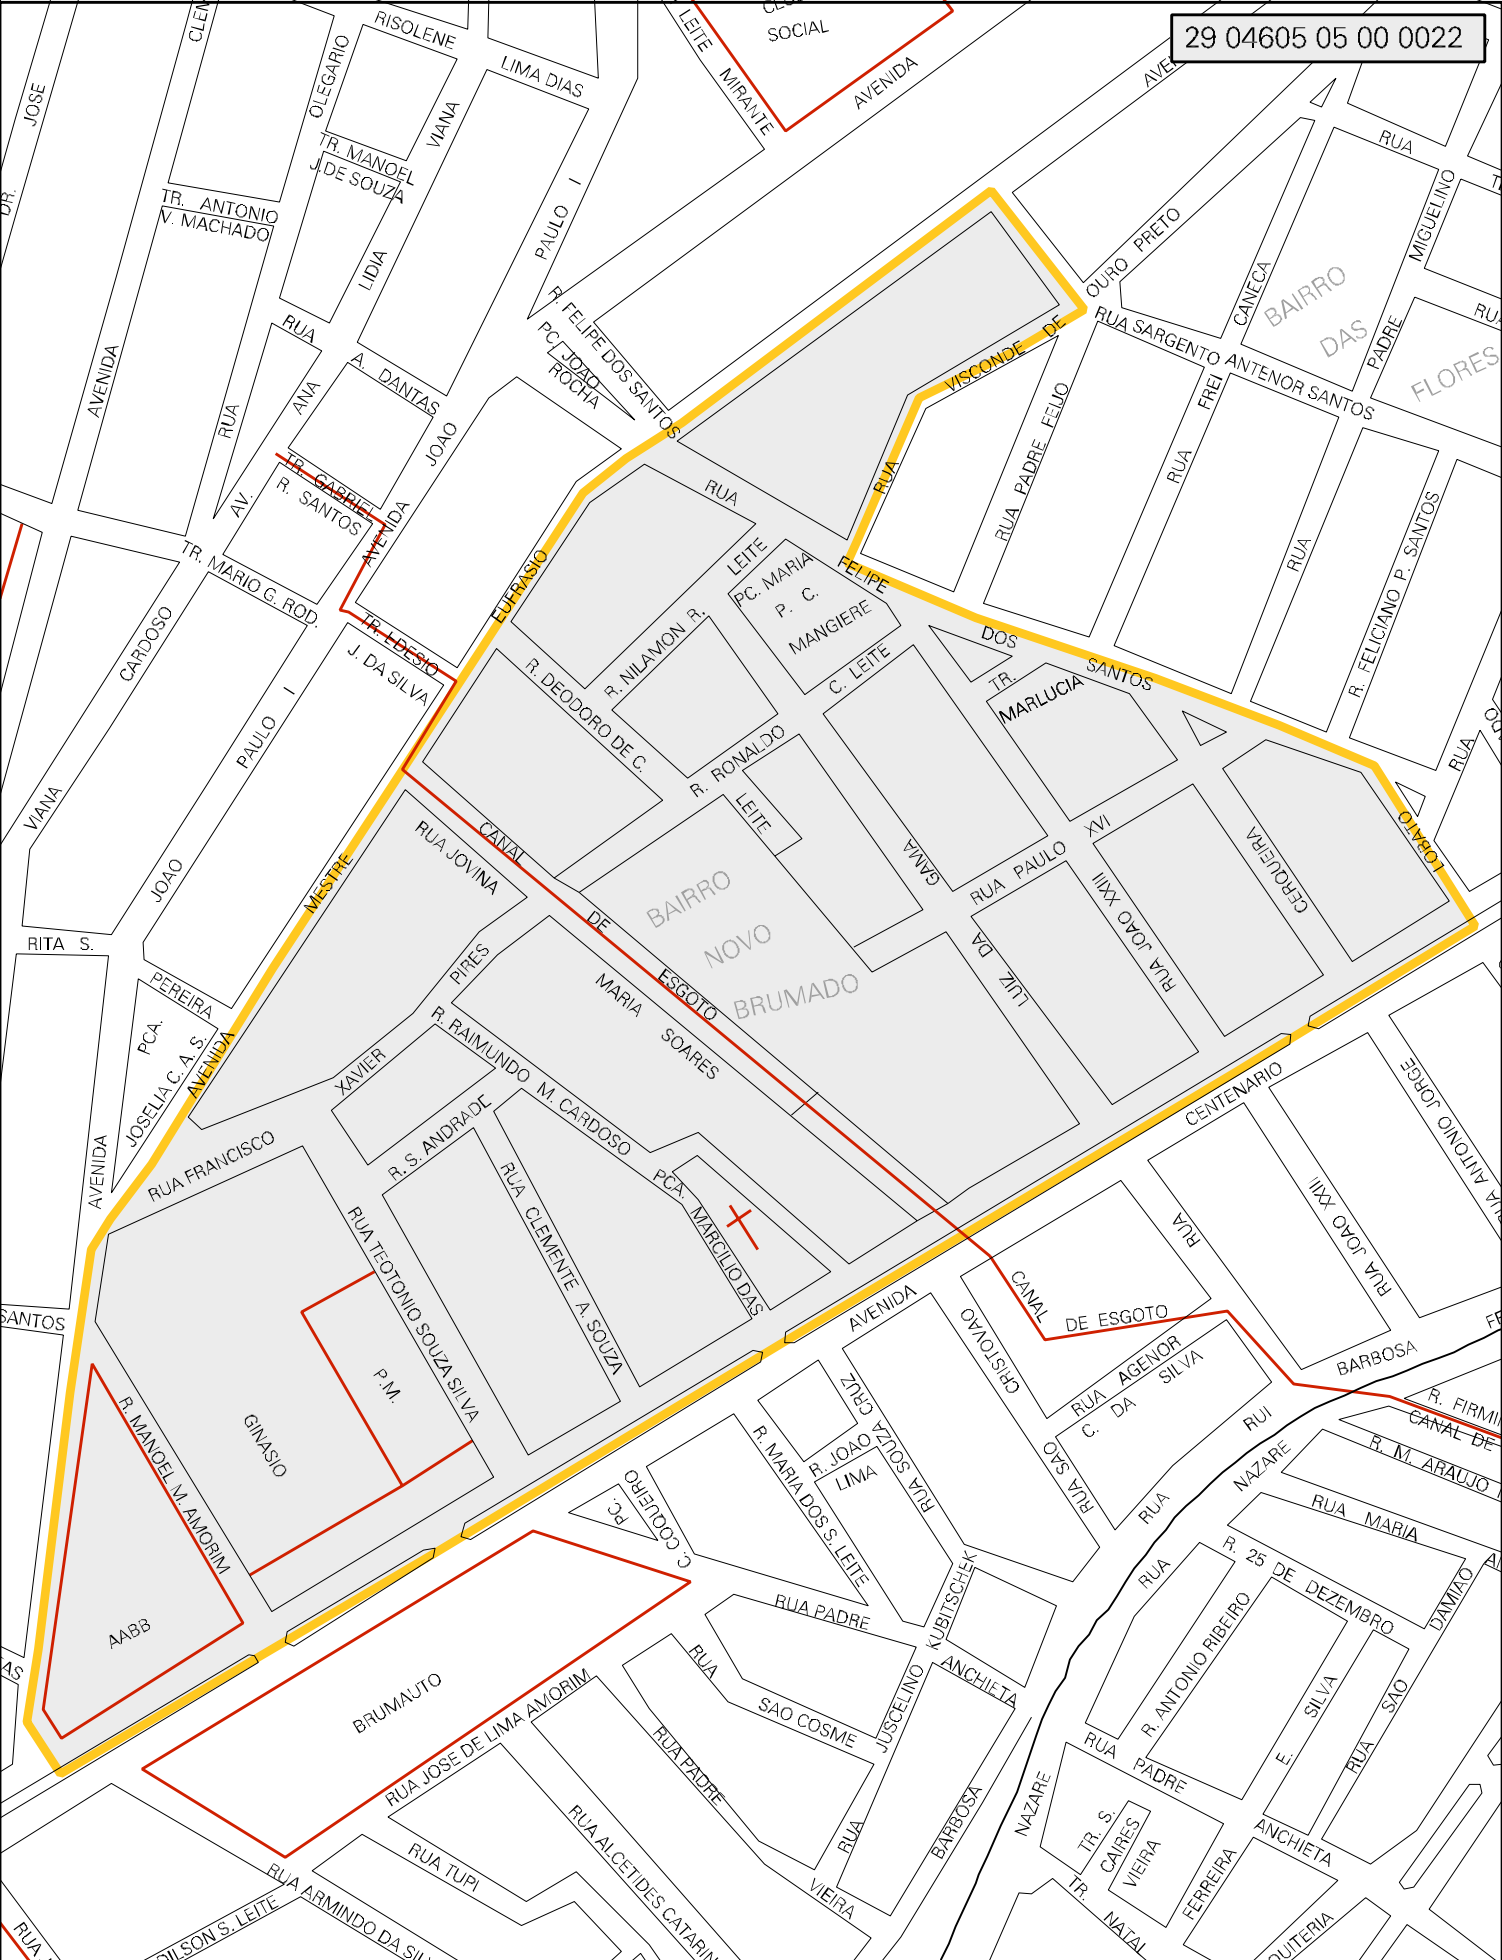 29 04605 05 00 0022
SOCIAL
LEITE
MIRANTE
AVENIDA
RISOLENE
LIMA DIAS
OLEGARIO
VIANA
JOSE
DR.
TR. MANOEL
J.DE SOUZA
TR. ANTONIO
V. MACHADO
LIDIA
PAULO I
R. FELIPE DOS SANTOS
PC. JOAO
ROCHA
RUA
A. DANTAS
ANA
AV.
RUA
AVENIDA
JOAO
AVENIDA
TR. GABRIEL
R. SANTOS
TR. MARIO G. ROD.
TR. EDESIO
J. DA SILVA
CARDOSO
VIANA
PAULO I
JOAO
RITA S.
PEREIRA
PCA.
JOSELIA C. A. S.
AVENIDA
SANTOS
OURO PRETO
VISCONDE DE
RUA
RUA SARGENTO ANTENOR SANTOS
CANECA
FREI
RUA
MIGUELINO
PADRE
RUA
RUA
BAIRRO
DAS
FLORES
RUA PADRE FEIJO
R. FELICIANO P. SANTOS
RUA
LOBATO
EUFRASIO
MESTRE
AVENIDA
RUA
FELIPE
DOS
SANTOS
LEITE
R. NILAMON R.
PC. MARIA
P. C.
MANGIERE
C. LEITE
R. RONALDO
LEITE
R. DEODORO DE C.
TR.
MARLUCIA
GAMA
DA
LUIZ
RUA PAULO XVI
RUA JOAO XXIII
CERQUEIRA
BAIRRO
NOVO
BRUMADO
RUA JOVINA
PIRES
CANAL
DE
ESGOTO
MARIA
SOARES
XAVIER
RUA FRANCISCO
R. RAIMUNDO M. CARDOSO
R. S. ANDRADE
RUA CLEMENTE A. SOUZA
PCA. MARCILIO DAS
RUA TEOTONIO SOUZA SILVA
P.M.
GINASIO
R. MANOEL M. AMORIM
AABB
AVENIDA
CENTENARIO
CANAL
DE ESGOTO
RUA
RUA JOAO XXIII
RUA ANTONIO JORGE
BARBOSA
CRISTOVAO
RUA SAO
RUA AGENOR
C. DA SILVA
RUI
RUA
CRUZ
RUA SOUZA
R. JOAO
LIMA
R. MARIA DOS S. LEITE
PC.
C. COQUEIRO
BRUMAUTO
RUA PADRE
KUBITSCHEK
JUSCELINO
RUA
ANCHIETA
RUA
SAO COSME
RUA PADRE
VIEIRA
BARBOSA
RUA JOSE DE LIMA AMORIM
RUA ALCETIDES CATARIN
RUA TUPI
RUA ARMINDO DA SIL
DILSON S. LEITE
RUA
NAZARE
NAZARE
R. FIRMI
CANAL DE
R. M. ARAUJO
RUA MARIA
R. 25 DE DEZEMBRO
RUA
R. ANTONIO RIBEIRO
E. SILVA
RUA SAO
DAMIAO
RUA PADRE
ANCHIETA
TR. S.
CAIRES
VIEIRA
FERREIRA
TR.
NATAL
QUITERIA